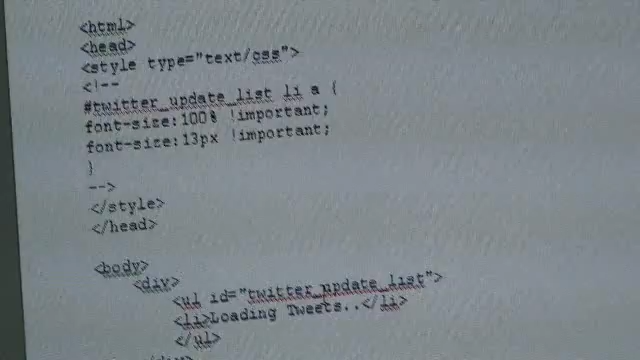 <html>
<head>
<style type="text/css">
<!--
#twitter_update_list li a {
font-size:100% !important;
font-size:13px !important;
}
-->
</style>
</head>
<body>
<div>
<ul id="twitter_update_list">
<li>Loading Tweets..</li>
</ul>
</div>